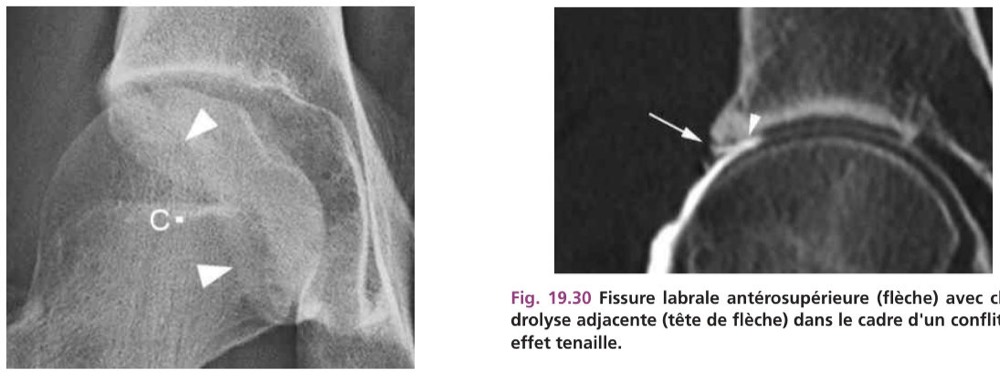 C
Fig. 19.30 Fissure labrale antérosupérieure (flèche) avec
drolyse adjacente (tête de flèche) dans le cadre d'un conflit
effet tenaille.